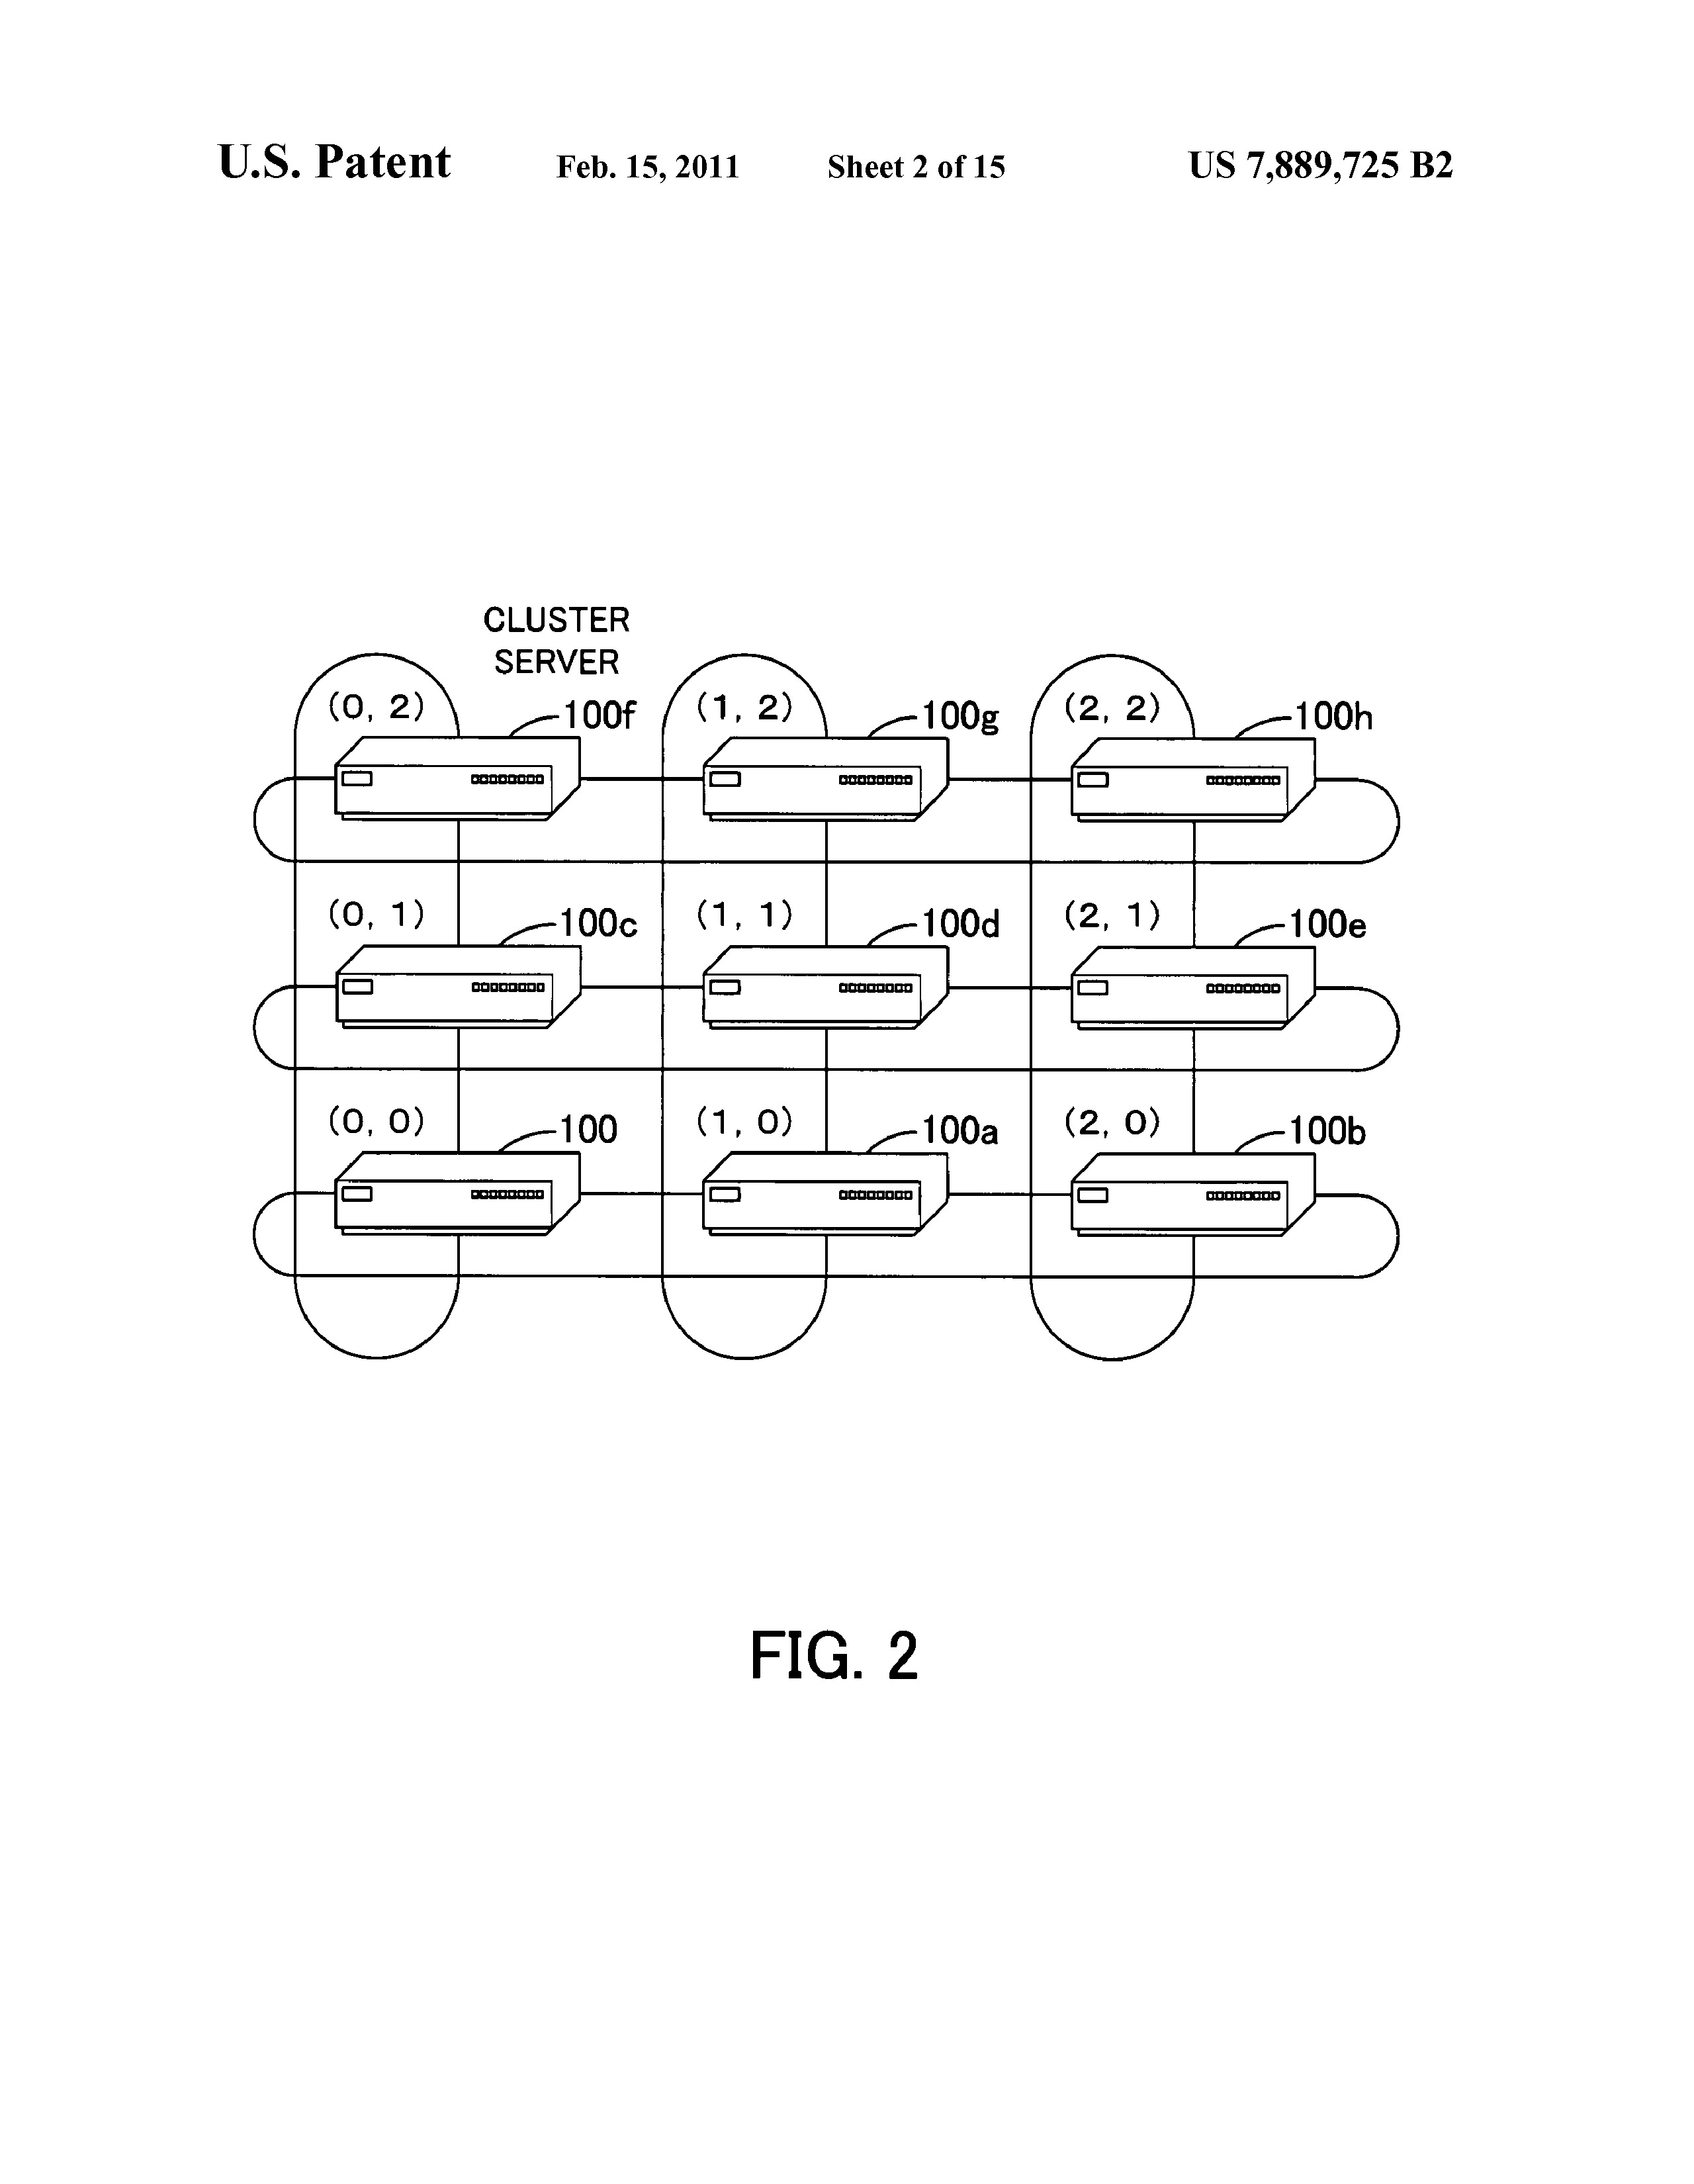 U.S. Patent Feb. 15, 2011 Sheet 2 of 15 US 7,889,725 B2
CLUSTER
SERVER
(0, 2) 100f (1, 2) 100g (2, 2) 100h
(0, 1) 100c (1, 1) 100d (2, 1) 100e
(0, 0) 100 (1, 0) 100a (2, 0) 100b
FIG. 2